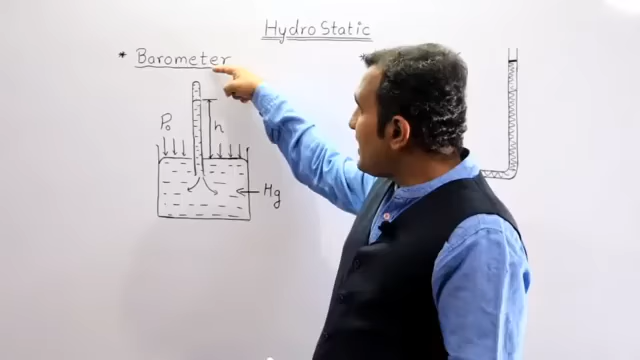 Hydro Static
* Barometer
*
P₀
h
Hg